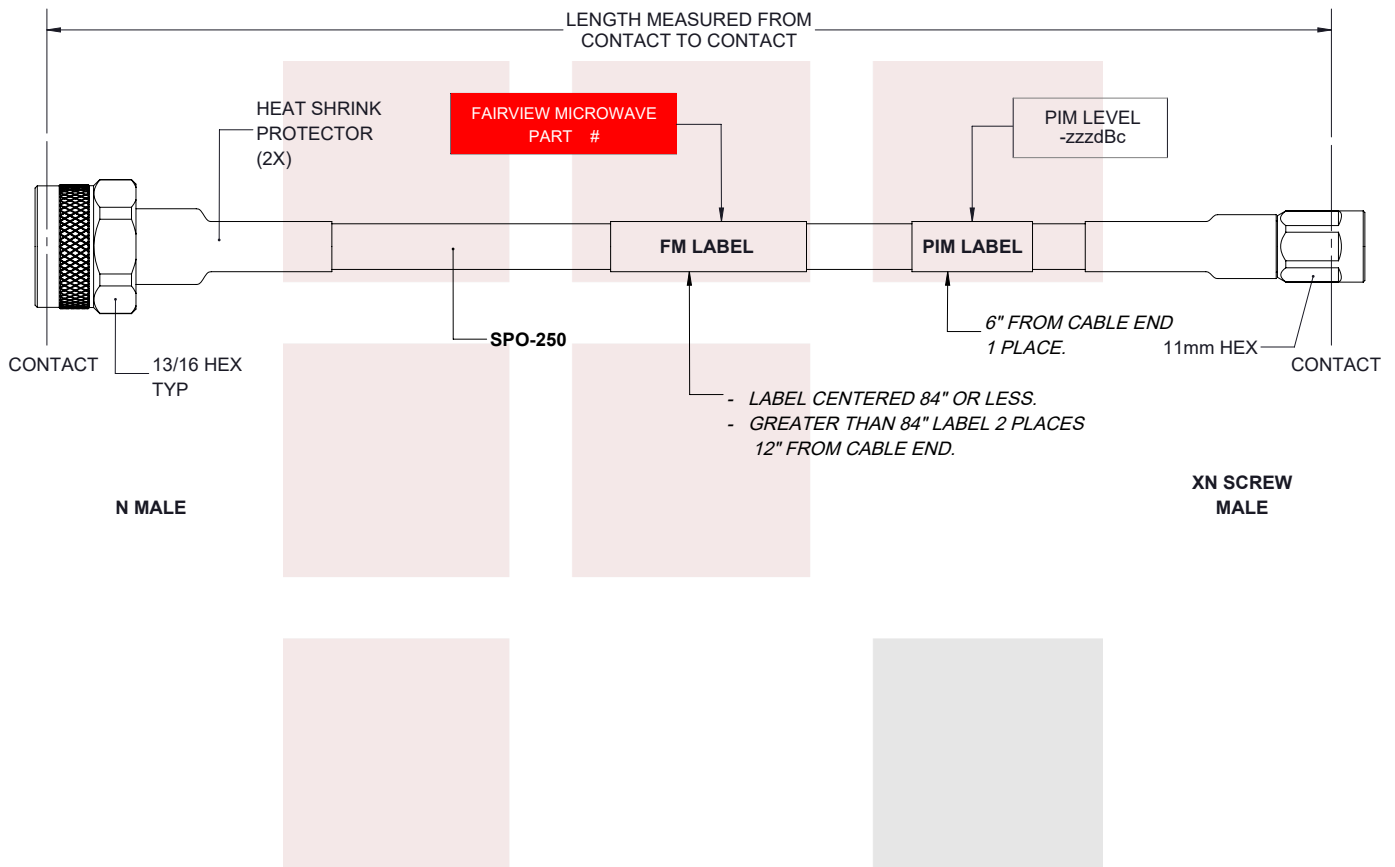 LENGTH MEASURED FROM
CONTACT TO CONTACT
HEAT SHRINK
PROTECTOR
(2X)
FAIRVIEW MICROWAVE
PART #
PIM LEVEL
-zzzdBc
FM LABEL
PIM LABEL
SPO-250
6" FROM CABLE END
1 PLACE.
11mm HEX
CONTACT
13/16 HEX
TYP
CONTACT
- LABEL CENTERED 84" OR LESS.
- GREATER THAN 84" LABEL 2 PLACES
12" FROM CABLE END.
N MALE
XN SCREW
MALE